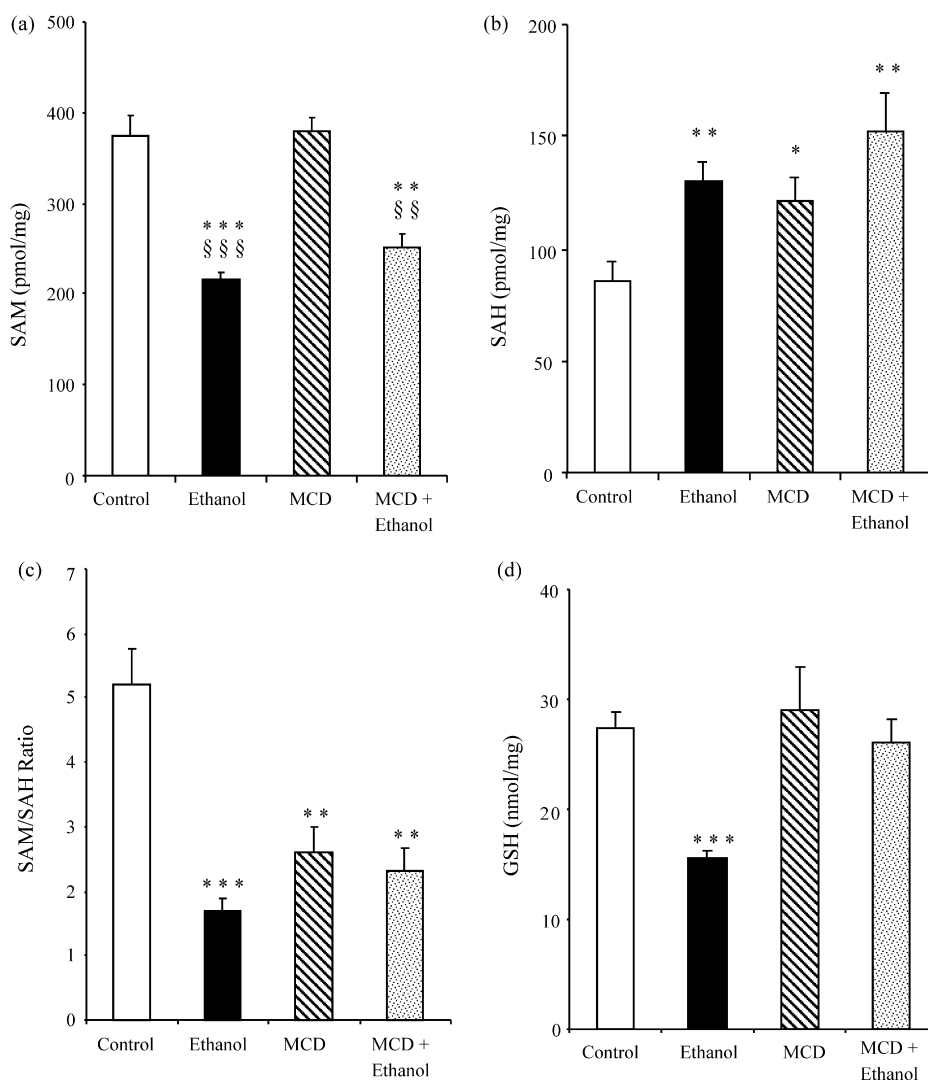 (a)
500
400
300
200
100
0
SAM (pmol/mg)
* * *
§ § §
* *
§ §
Control
Ethanol
MCD
MCD +
Ethanol
(b)
200
150
100
50
0
SAH (pmol/mg)
* *
*
* *
Control
Ethanol
MCD
MCD +
Ethanol
(c)
7
6
5
4
3
2
1
0
SAM/SAH Ratio
* * *
* *
* *
Control
Ethanol
MCD
MCD +
Ethanol
(d)
40
30
20
10
0
GSH (nmol/mg)
* * *
Control
Ethanol
MCD
MCD +
Ethanol